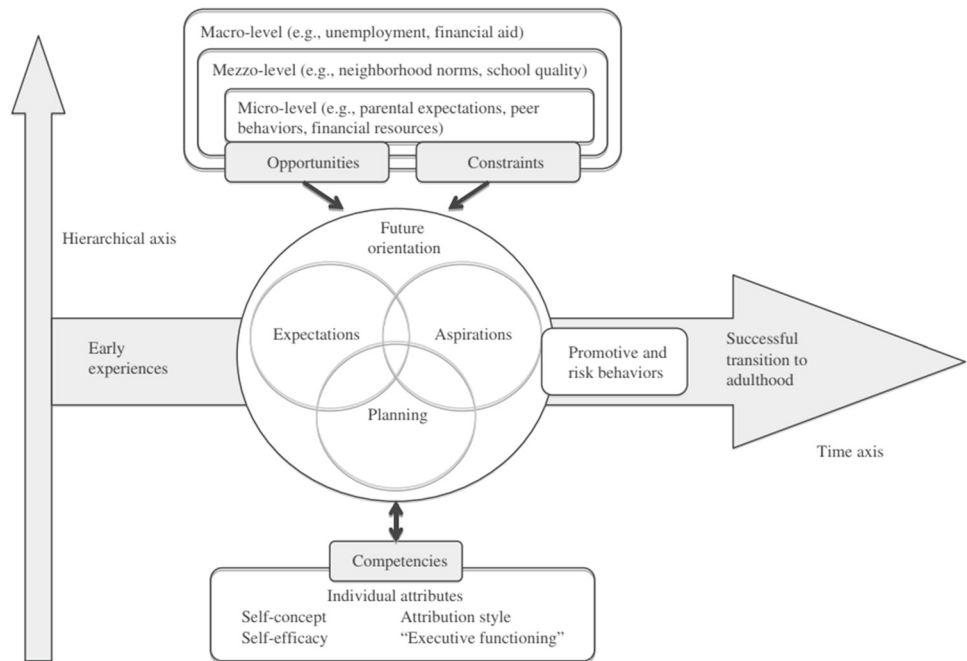 Macro-level (e.g., unemployment, financial aid)
Mezzo-level (e.g., neighborhood norms, school quality)
Micro-level (e.g., parental expectations, peer
behaviors, financial resources)
Opportunities
Constraints
Hierarchical axis
Future
orientation
Expectations
Aspirations
Planning
Early
experiences
Promotive and
risk behaviors
Successful
transition to
adulthood
Time axis
Competencies
Individual attributes
Self-concept
Attribution style
Self-efficacy
“Executive functioning”